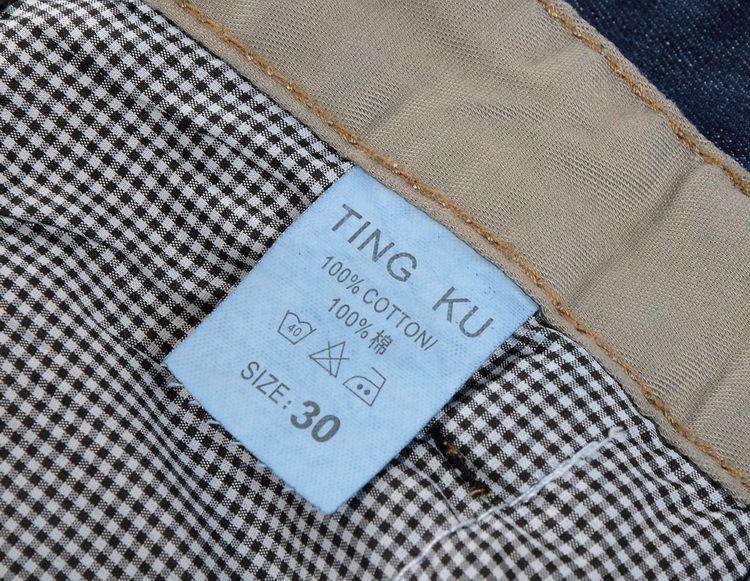 TING KU
100% COTTON/
100% 棉
40
SIZE: 30